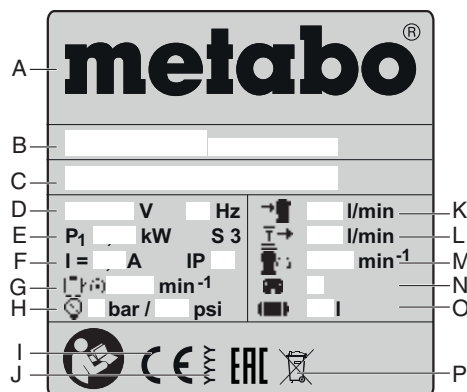 metabo®
A
B
C
D V Hz l/min K
E P1 , kW S 3 l/min L
F I = , A IP min-1 M
G min-1 N
H bar / psi l O
I
J CE EAC P